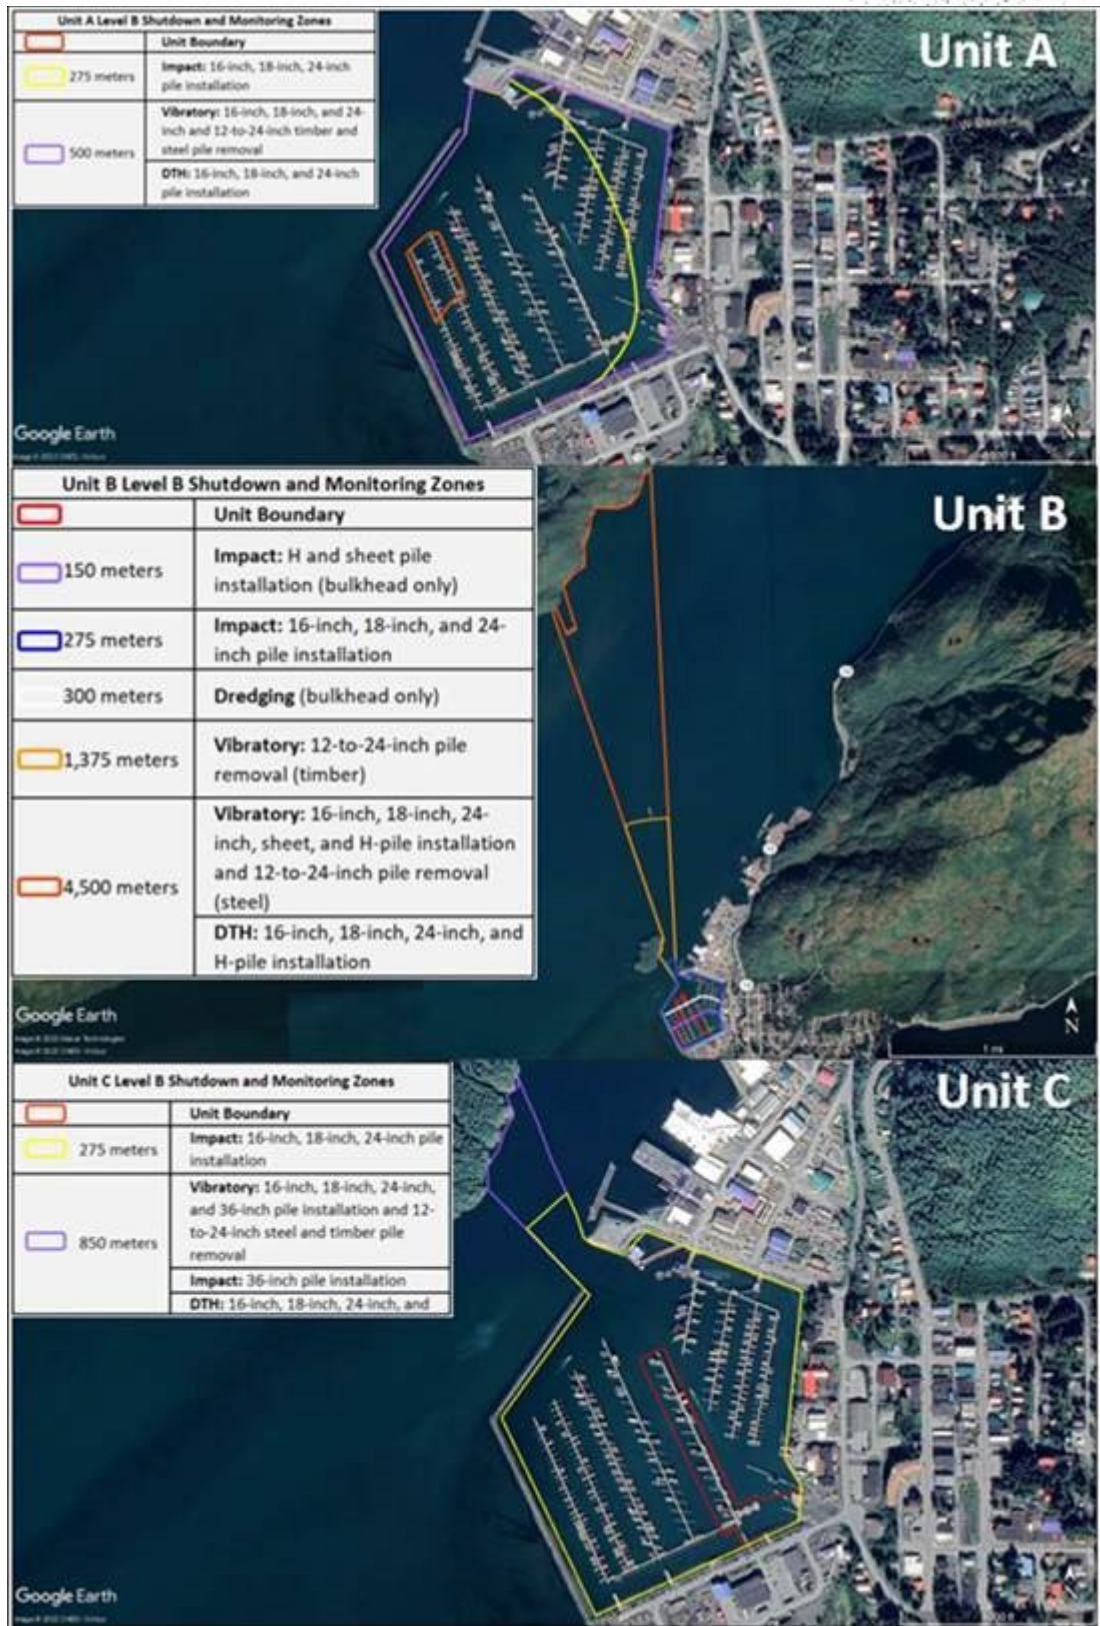 Unit A Level B Shutdown and Monitoring Zones
Unit Boundary
275 meters
Impact: 16-inch, 18-inch, 24-inch
pile installation
500 meters
Vibratory: 16-inch, 18-inch, and 24-
inch and 12-to-24-inch timber and
steel pile removal
DTH: 16-inch, 18-inch, and 24-inch
pile installation
Unit A
Google Earth
N
Unit B Level B Shutdown and Monitoring Zones
Unit Boundary
150 meters
Impact: H and sheet pile
installation (bulkhead only)
275 meters
Impact: 16-inch, 18-inch, and 24-
inch pile installation
300 meters
Dredging (bulkhead only)
1,375 meters
Vibratory: 12-to-24-inch pile
removal (timber)
4,500 meters
Vibratory: 16-inch, 18-inch, 24-
inch, sheet, and H-pile installation
and 12-to-24-inch pile removal
(steel)
DTH: 16-inch, 18-inch, 24-inch, and
H-pile installation
Unit B
Google Earth
N
1 mi
Unit C Level B Shutdown and Monitoring Zones
Unit Boundary
275 meters
Impact: 16-inch, 18-inch, 24-inch pile
installation
850 meters
Vibratory: 16-inch, 18-inch, 24-inch,
and 36-inch pile installation and 12-
to-24-inch steel and timber pile
removal
Impact: 36-inch pile installation
DTH: 16-inch, 18-inch, 24-inch, and
Unit C
Google Earth